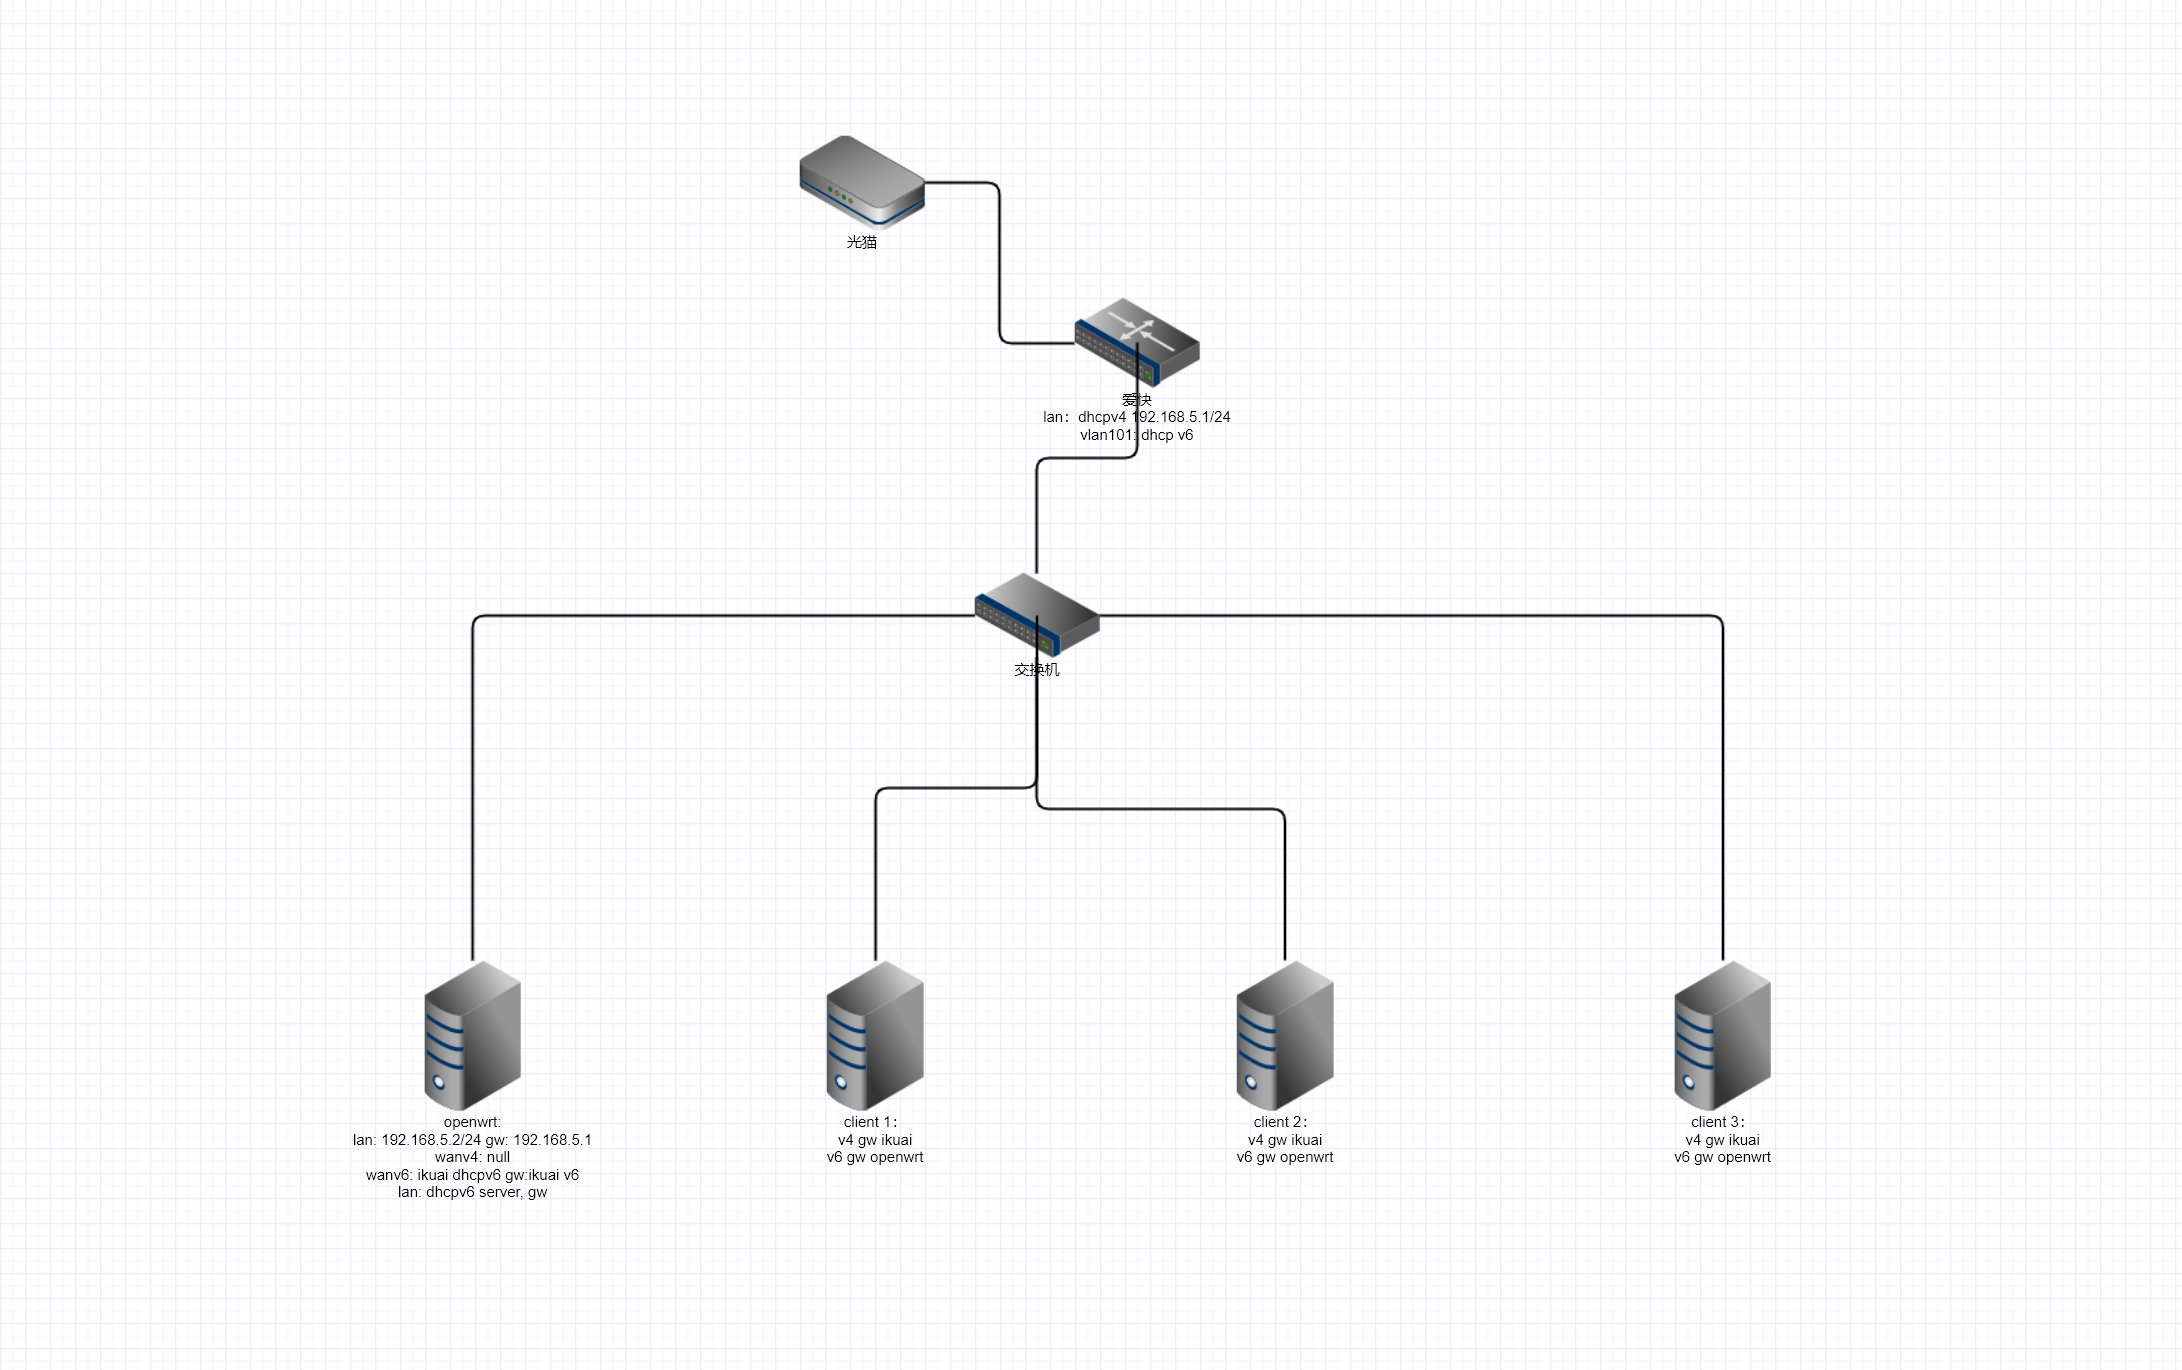 光猫
爱快
lan：dhcpv4 192.168.5.1/24
vlan101: dhcp v6
交换机
openwrt:
lan: 192.168.5.2/24 gw: 192.168.5.1
wanv4: null
wanv6: ikuai dhcpv6 gw:ikuai v6
lan: dhcpv6 server, gw
client 1：
v4 gw ikuai
v6 gw openwrt
client 2：
v4 gw ikuai
v6 gw openwrt
client 3：
v4 gw ikuai
v6 gw openwrt